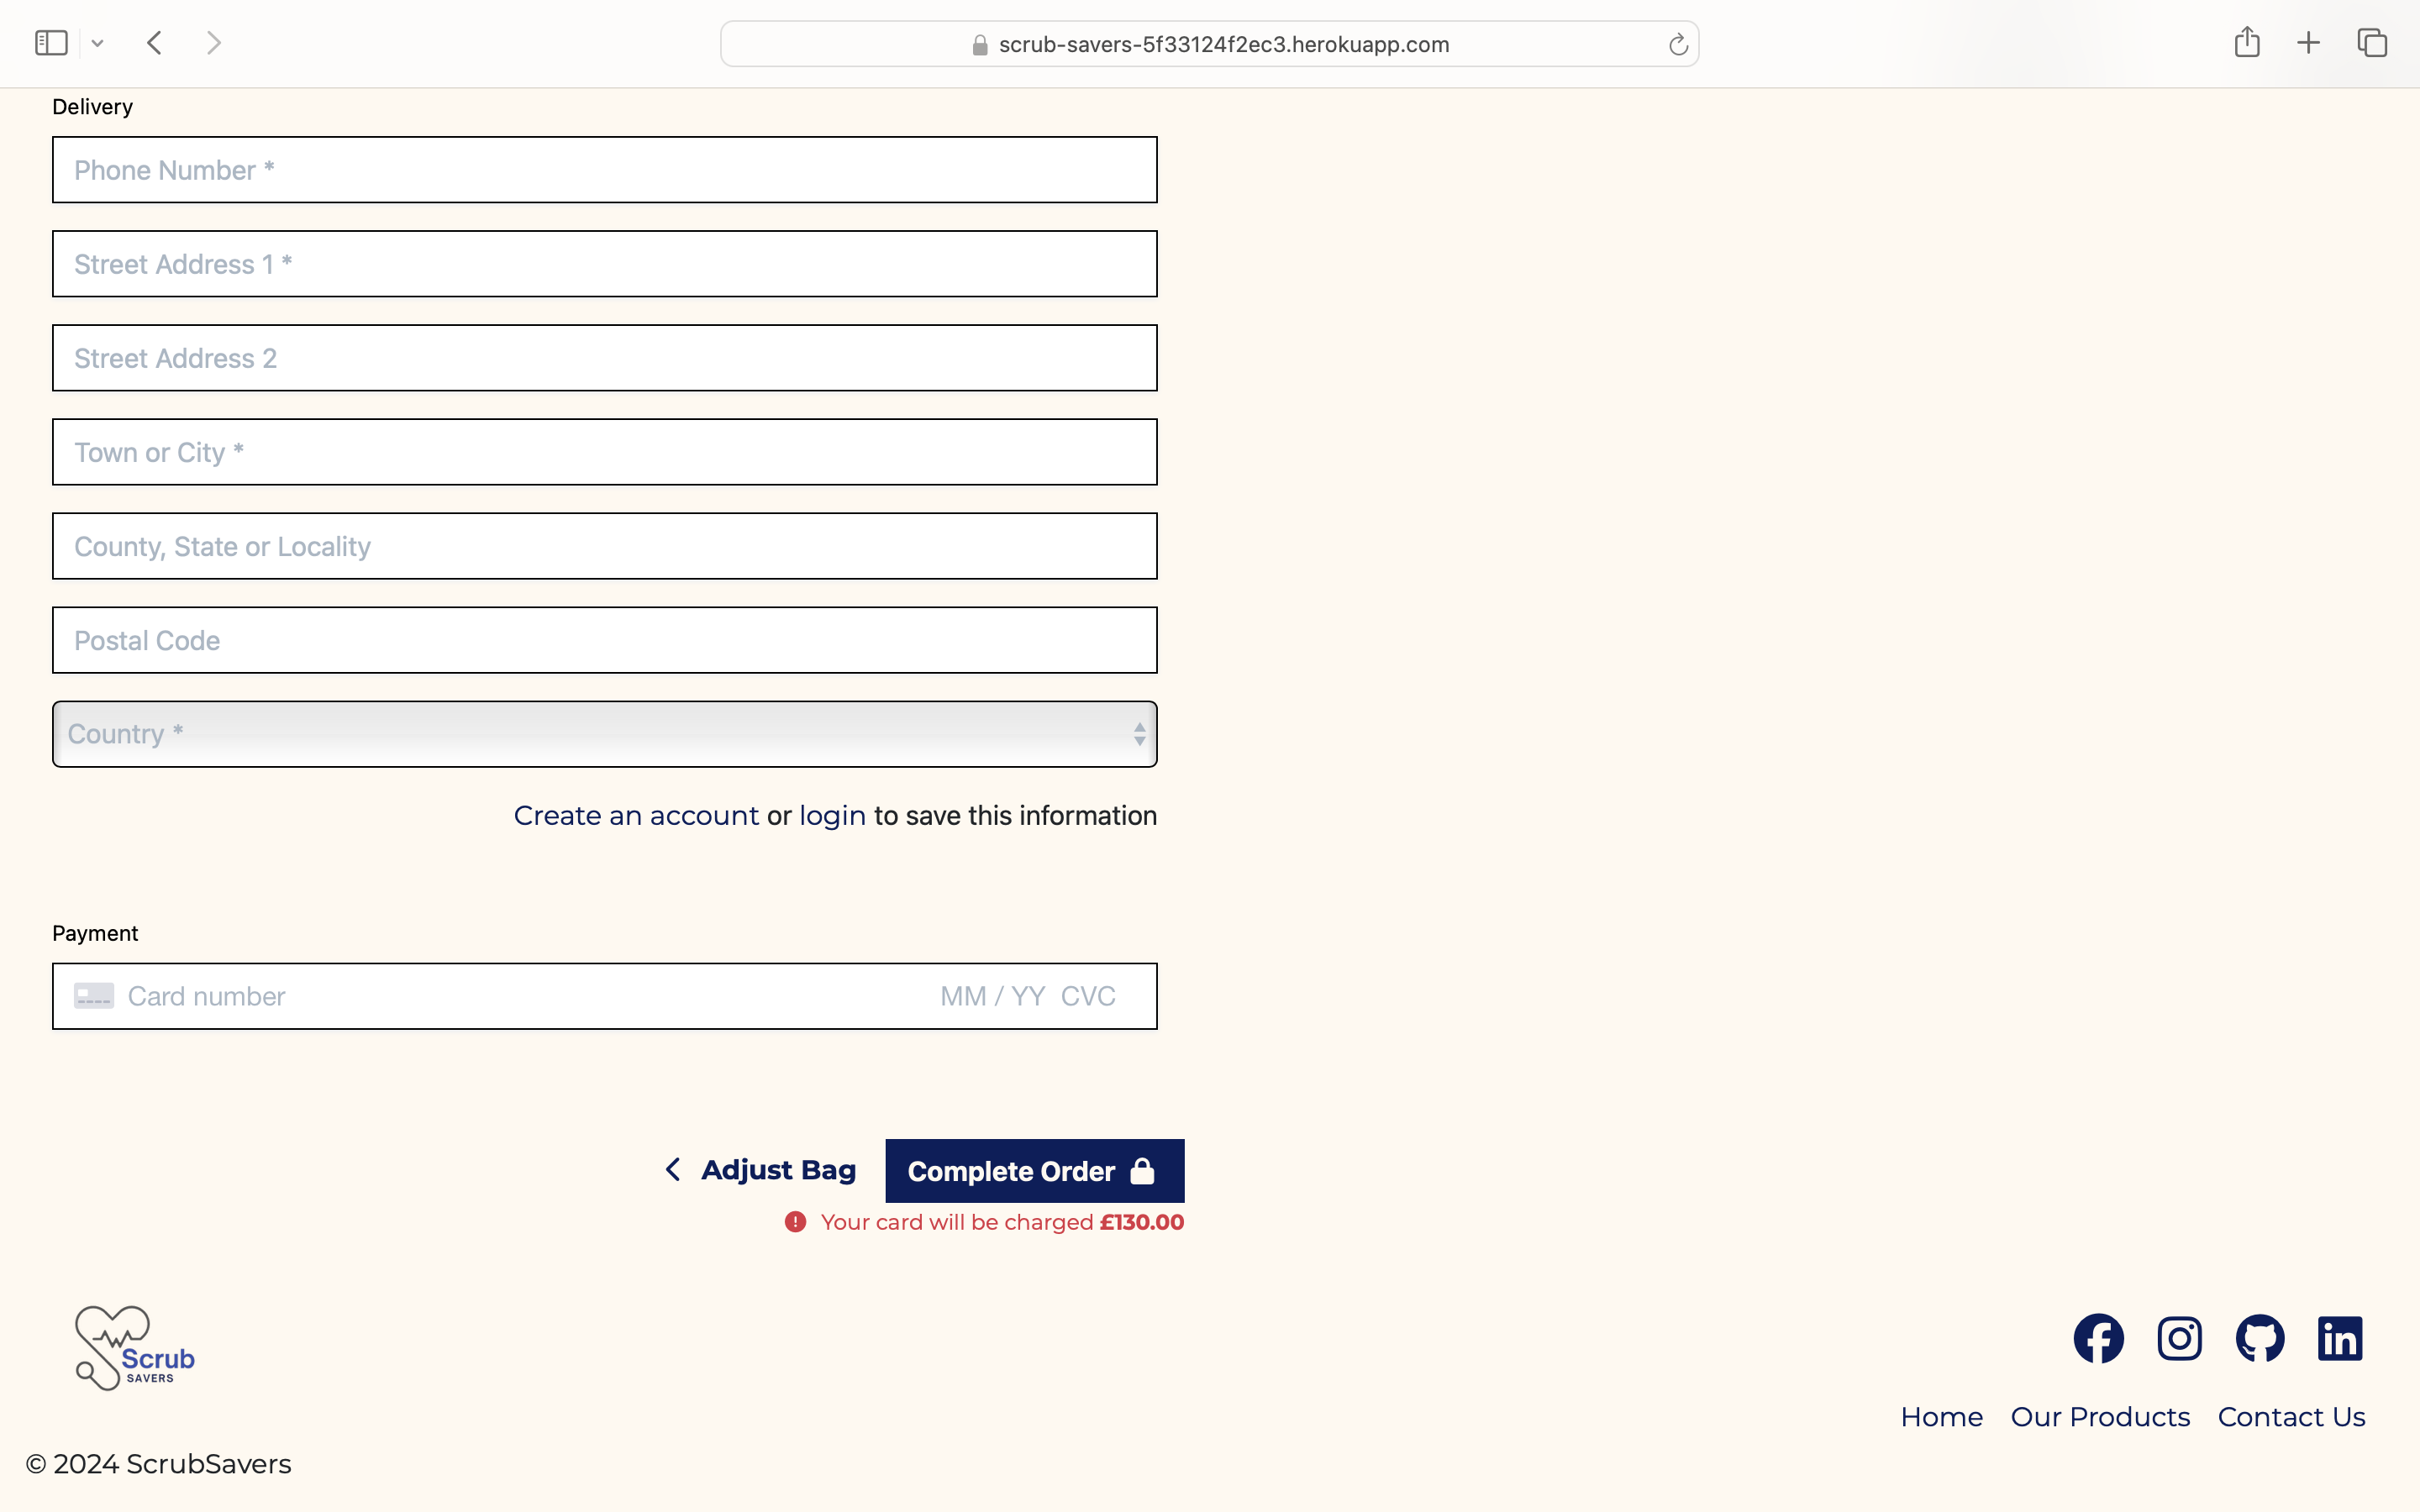 scrub-savers-5f33124f2ec3.herokuapp.com
Delivery
Phone Number *
Street Address 1 *
Street Address 2
Town or City *
County, State or Locality
Postal Code
Country *
Create an account or login to save this information
Payment
Card number MM / YY CVC
Adjust Bag Complete Order
Your card will be charged £130.00
Scrub
SAVERS
Home Our Products Contact Us
© 2024 ScrubSavers